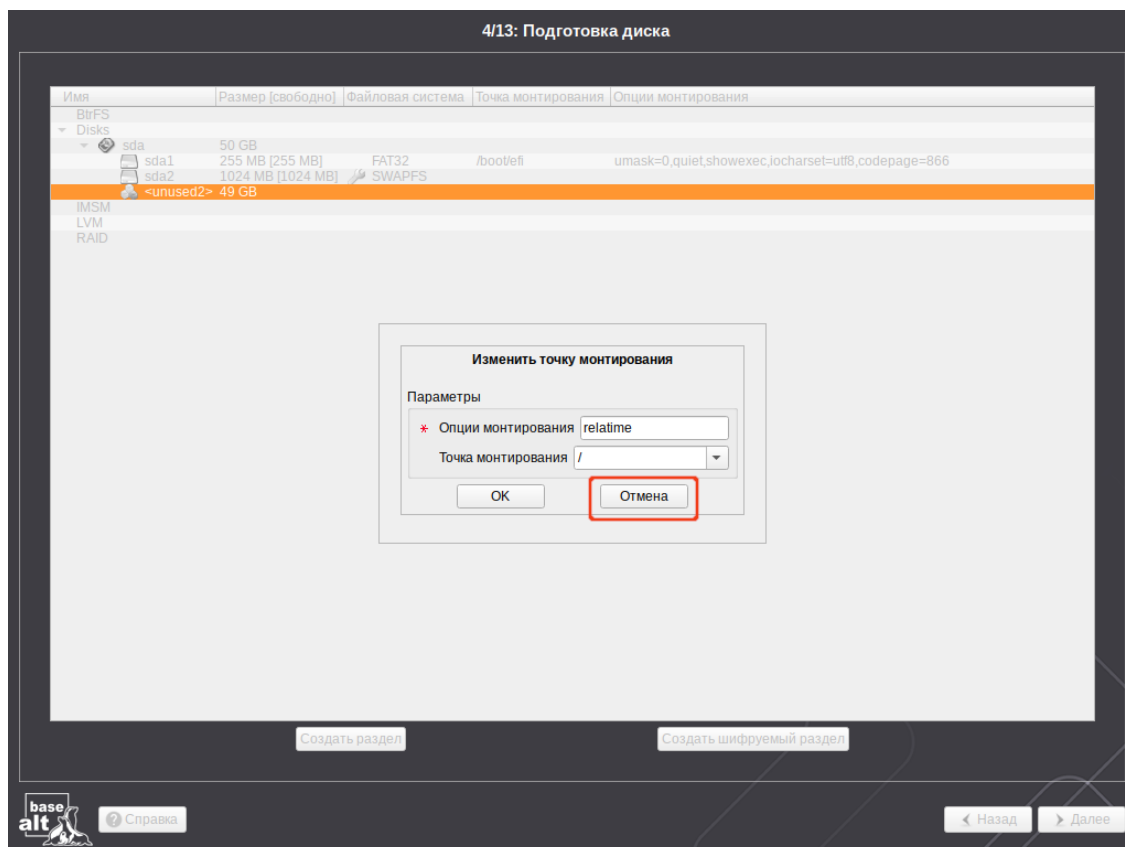 4/13: Подготовка диска
Имя Размер [свободно] Файловая система Точка монтирования Опции монтирования
BtrFS
Disks
sda 50 GB
sda1 255 MB [255 MB] FAT32 /boot/efi umask=0,quiet,showexec,iocharset=utf8,codepage=866
sda2 1024 MB [1024 MB] SWAPFS
<unused2> 49 GB
IMSM
LVM
RAID
Изменить точку монтирования
Параметры
* Опции монтирования relatime
Точка монтирования /
OK Отмена
Создать раздел Создать шифруемый раздел
base
alt
Справка Назад Далее